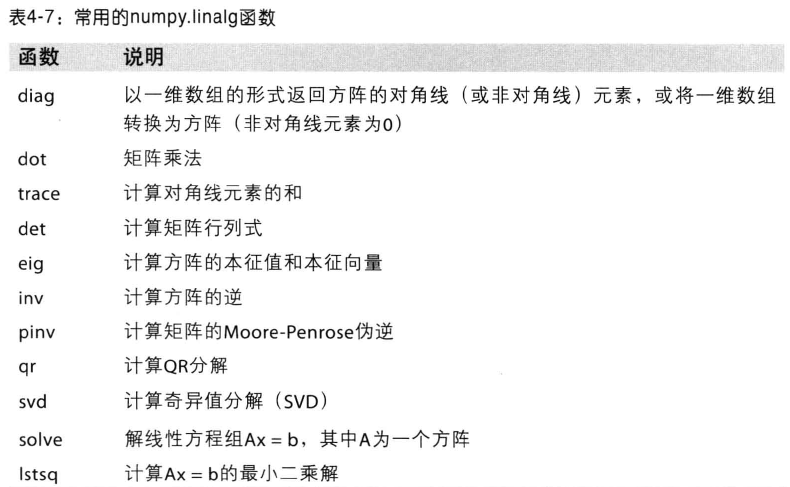 表4-7：常用的numpy.linalg函数
函数 说明
diag 以一维数组的形式返回方阵的对角线（或非对角线）元素，或将一维数组
转换为方阵（非对角线元素为0）
dot 矩阵乘法
trace 计算对角线元素的和
det 计算矩阵行列式
eig 计算方阵的本征值和本征向量
inv 计算方阵的逆
pinv 计算矩阵的Moore-Penrose伪逆
qr 计算QR分解
svd 计算奇异值分解（SVD）
solve 解线性方程组Ax = b，其中A为一个方阵
lstsq 计算Ax = b的最小二乘解